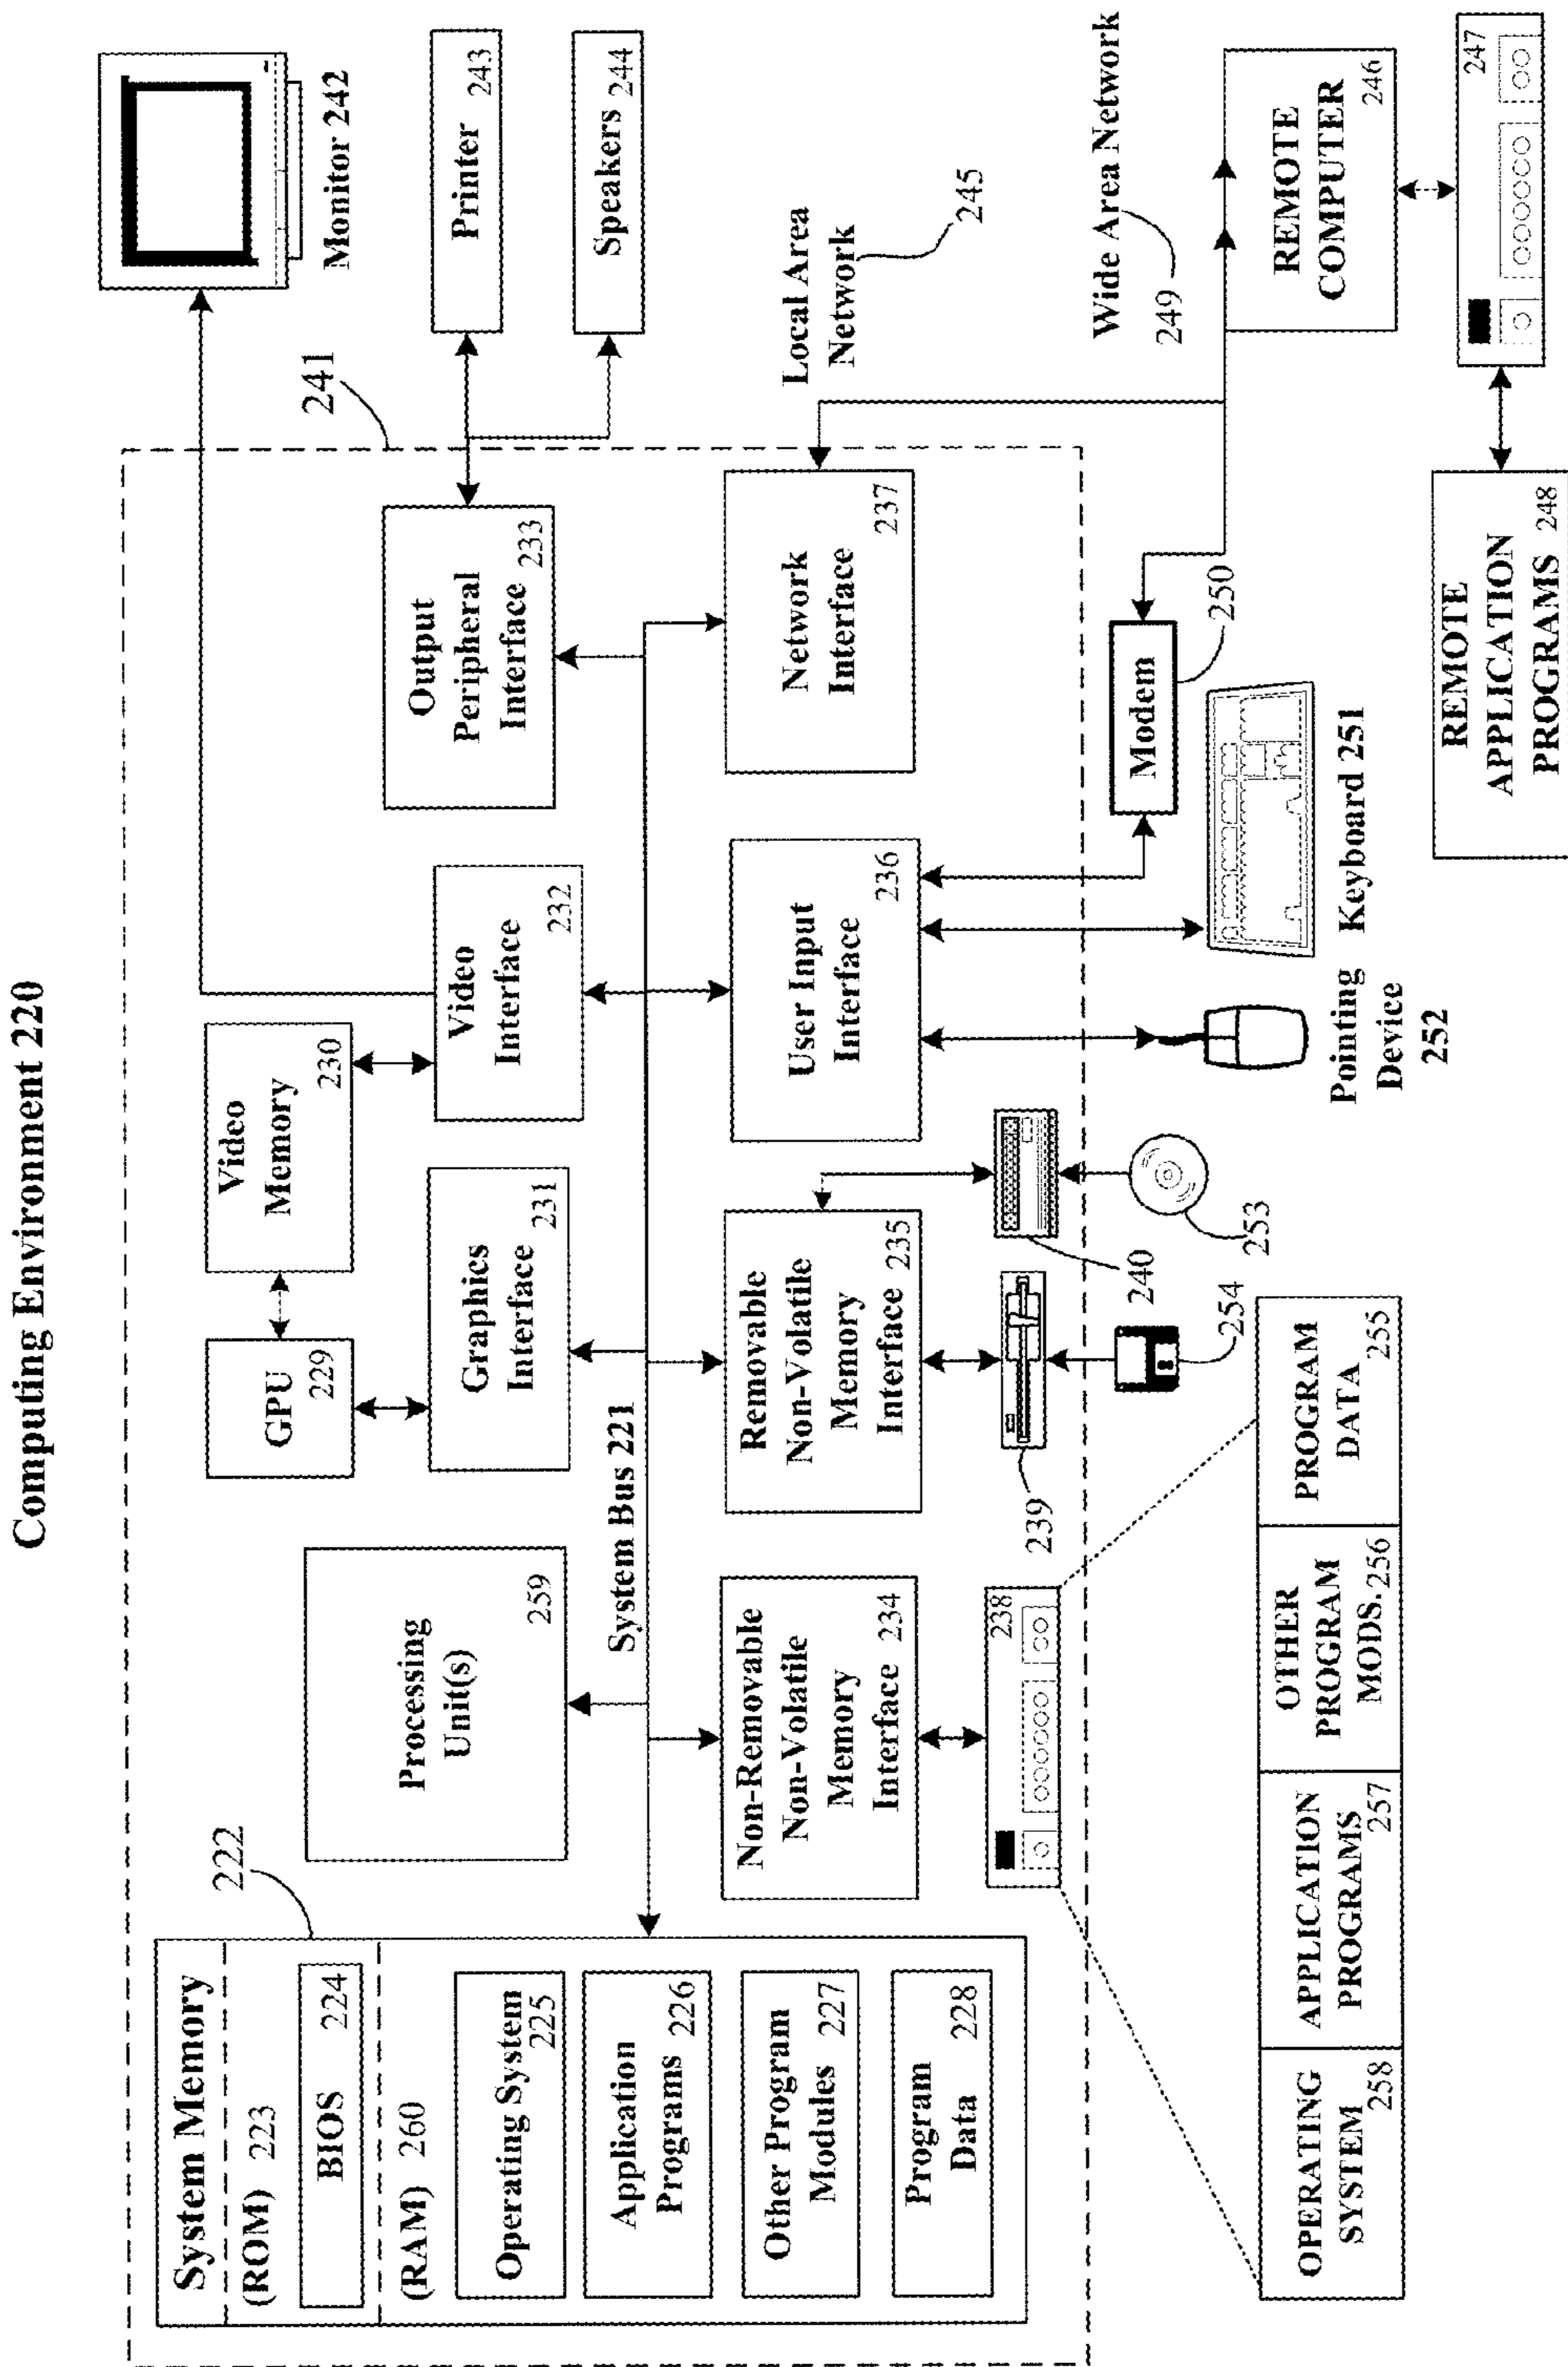 Computing Environment 220
System Memory
222
(ROM) 223
BIOS 224
(RAM) 260
Operating System
225
Application
Programs 226
Other Program
Modules 227
Program
Data 228
Processing
Unit(s)
259
System Bus 221
GPU
229
Video
Memory
230
Graphics
Interface
231
Video
Interface
232
Output
Peripheral
Interface
233
241
Monitor 242
Printer
243
Speakers
244
Non-Removable
Non-Volatile
Memory
Interface 234
Removable
Non-Volatile
Memory
Interface 235
User Input
Interface
236
Network
Interface
237
Local Area
Network
245
238
239
240
254
253
Pointing
Device
252
Keyboard 251
Modem
250
Wide Area Network
249
REMOTE
COMPUTER
246
247
REMOTE
APPLICATION
PROGRAMS 248
OPERATING
SYSTEM
258
APPLICATION
PROGRAMS
257
OTHER
PROGRAM
MODS. 256
PROGRAM
DATA
255